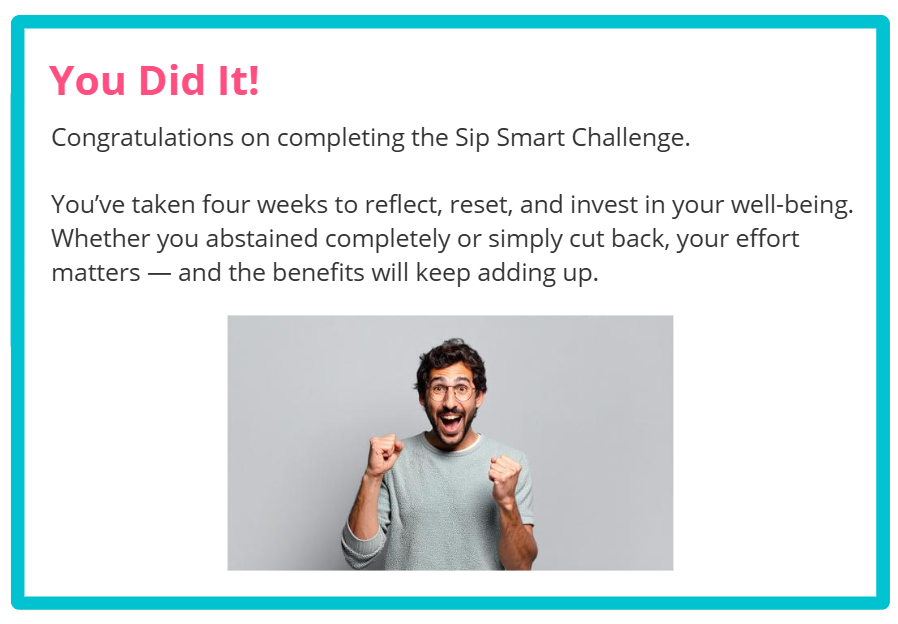 You Did It!
Congratulations on completing the Sip Smart Challenge.
You’ve taken four weeks to reflect, reset, and invest in your well-being.
Whether you abstained completely or simply cut back, your effort
matters — and the benefits will keep adding up.